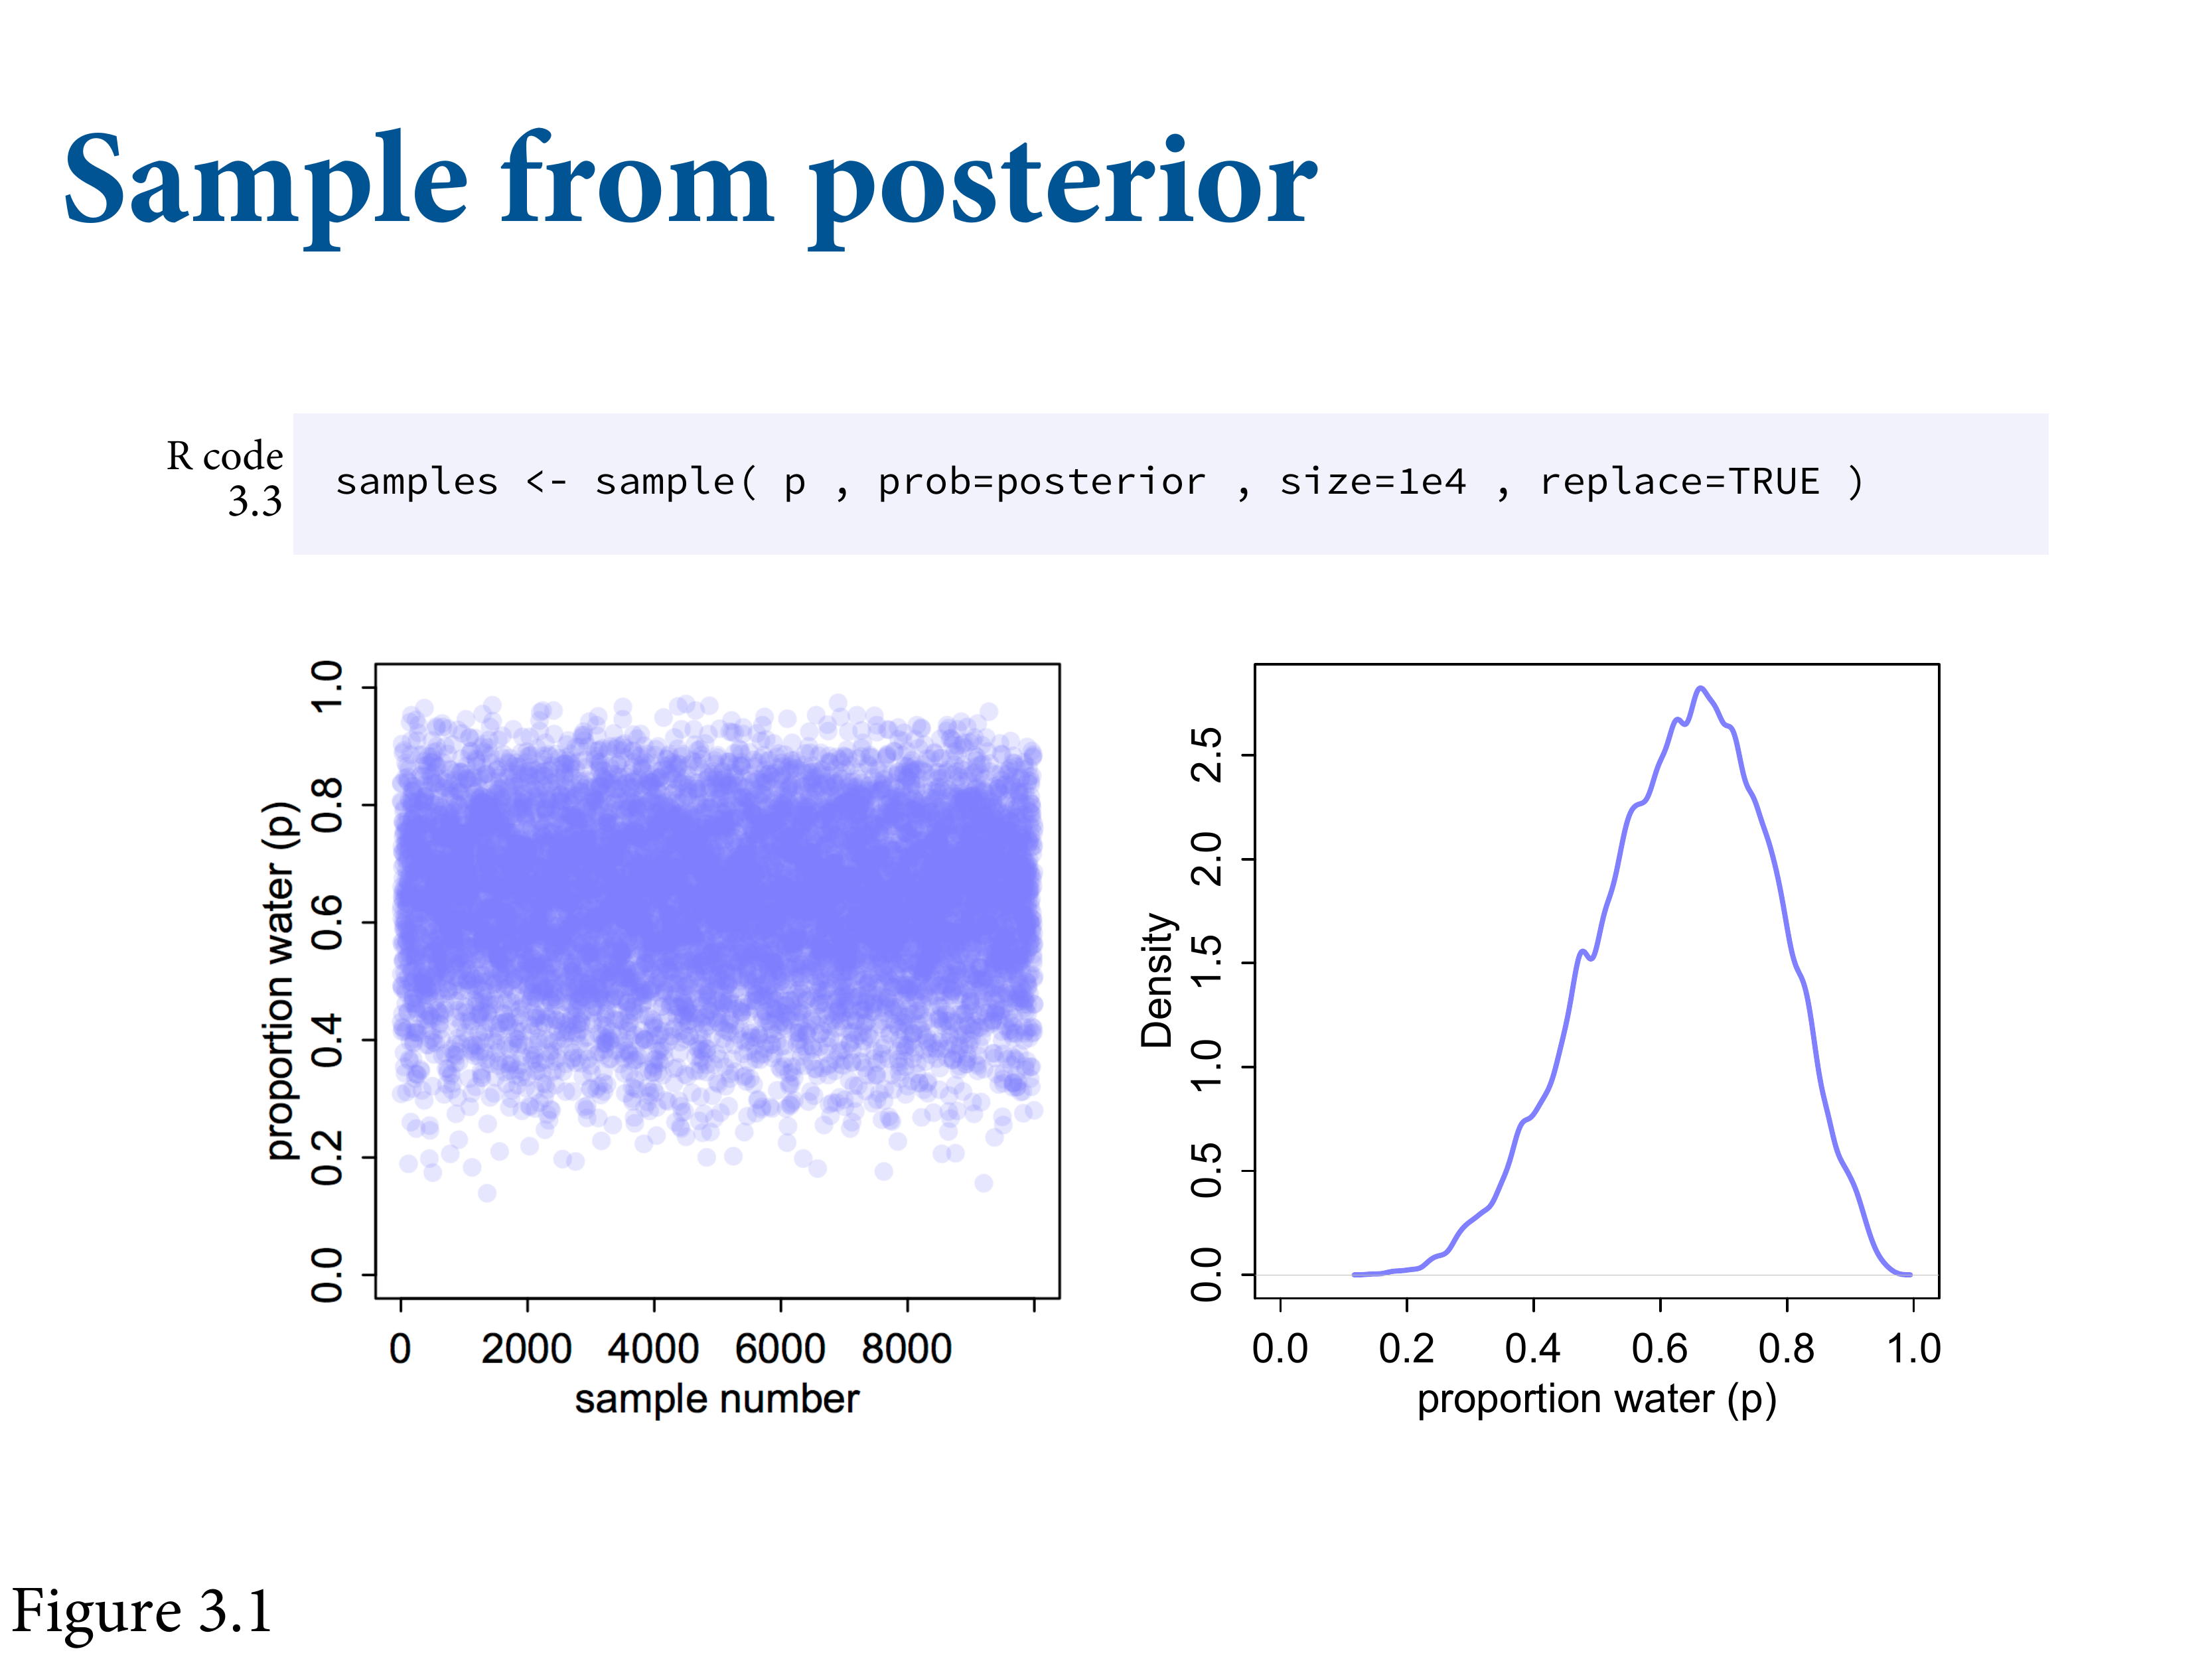 Sample from posterior
R code
3.3
samples <- sample( p , prob=posterior , size=1e4 , replace=TRUE )
proportion water (p)
1.0
0.8
0.6
0.4
0.2
0.0
0 2000 4000 6000 8000
sample number
Density
2.5
2.0
1.5
1.0
0.5
0.0
0.0 0.2 0.4 0.6 0.8 1.0
proportion water (p)
Figure 3.1